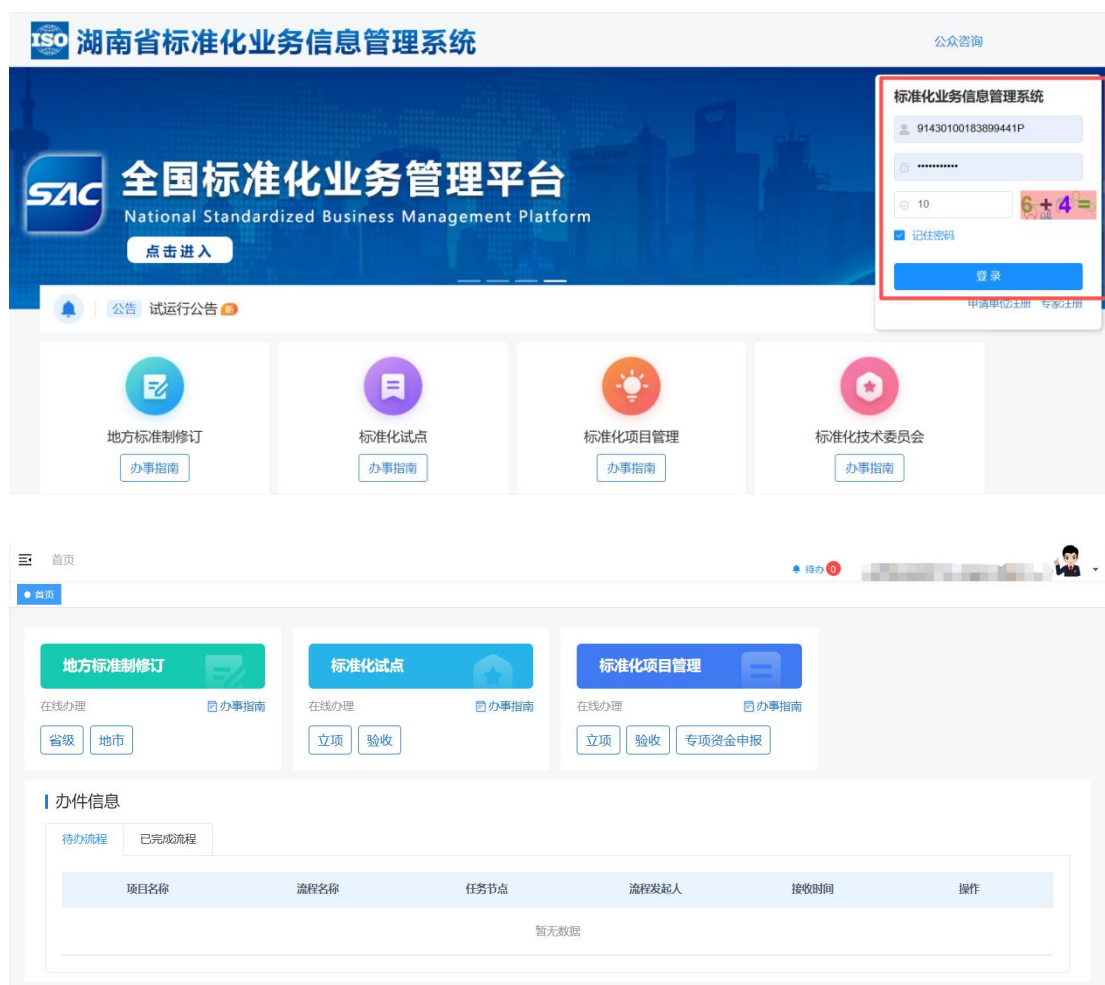 ISO 湖南省标准化业务信息管理系统
公众咨询
标准化业务信息管理系统
91430100183899441P
10
6+4=
记住密码
登录
申请单位注册 专家注册
SAC
全国标准化业务管理平台
National Standardized Business Management Platform
点击进入
公告 试运行公告 新
地方标准制修订 标准化试点 标准化项目管理 标准化技术委员会
办事指南 办事指南 办事指南 办事指南
首页
待办 0
首页
地方标准制修订 标准化试点 标准化项目管理
在线办理 办事指南 在线办理 办事指南 在线办理 办事指南
省级 地市 立项 验收 立项 验收 专项资金申报
办件信息
待办流程 已完成流程
项目名称 流程名称 任务节点 流程发起人 接收时间 操作
暂无数据